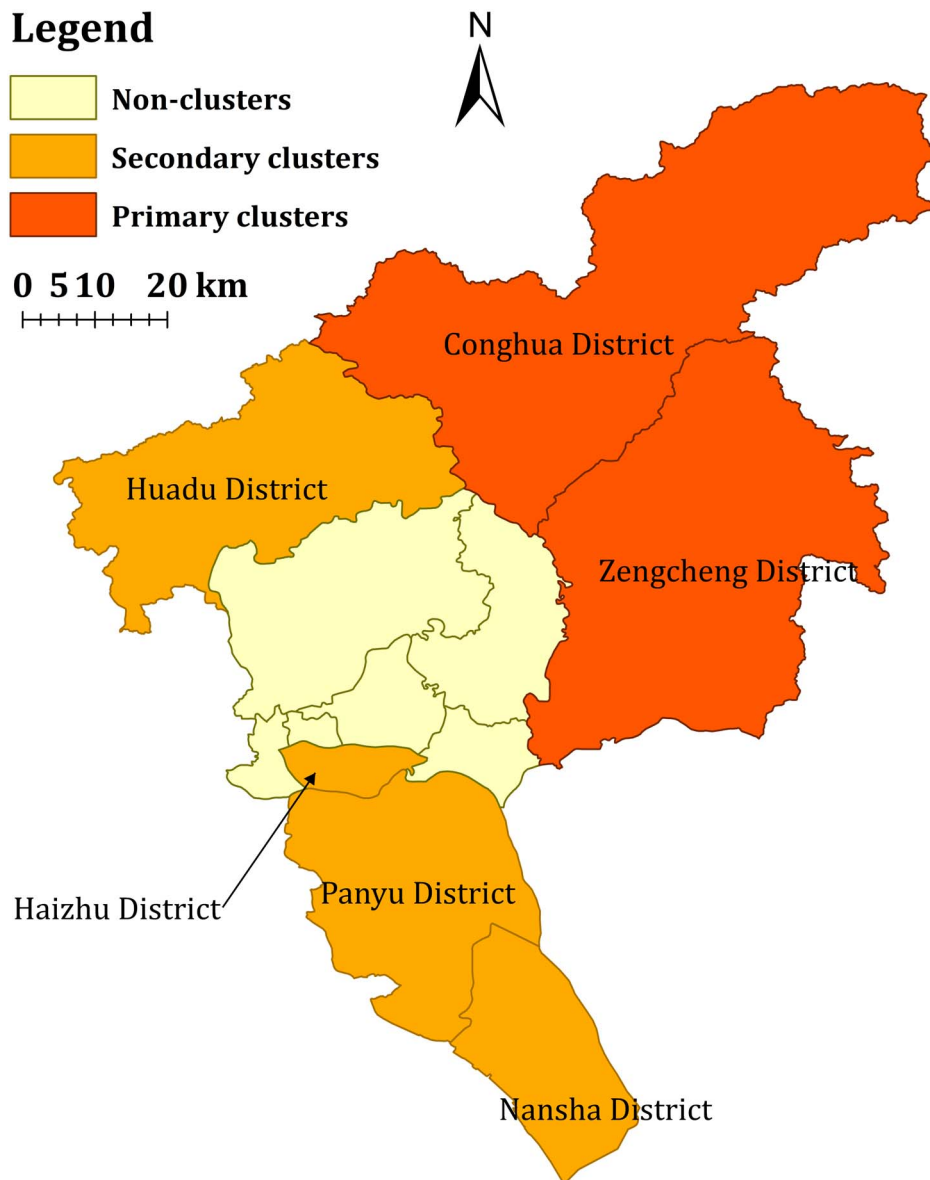 Legend
N
Non-clusters
Secondary clusters
Primary clusters
0 5 10 20 km
Conghua District
Huadu District
Zengcheng District
Panyu District
Haizhu District
Nansha District